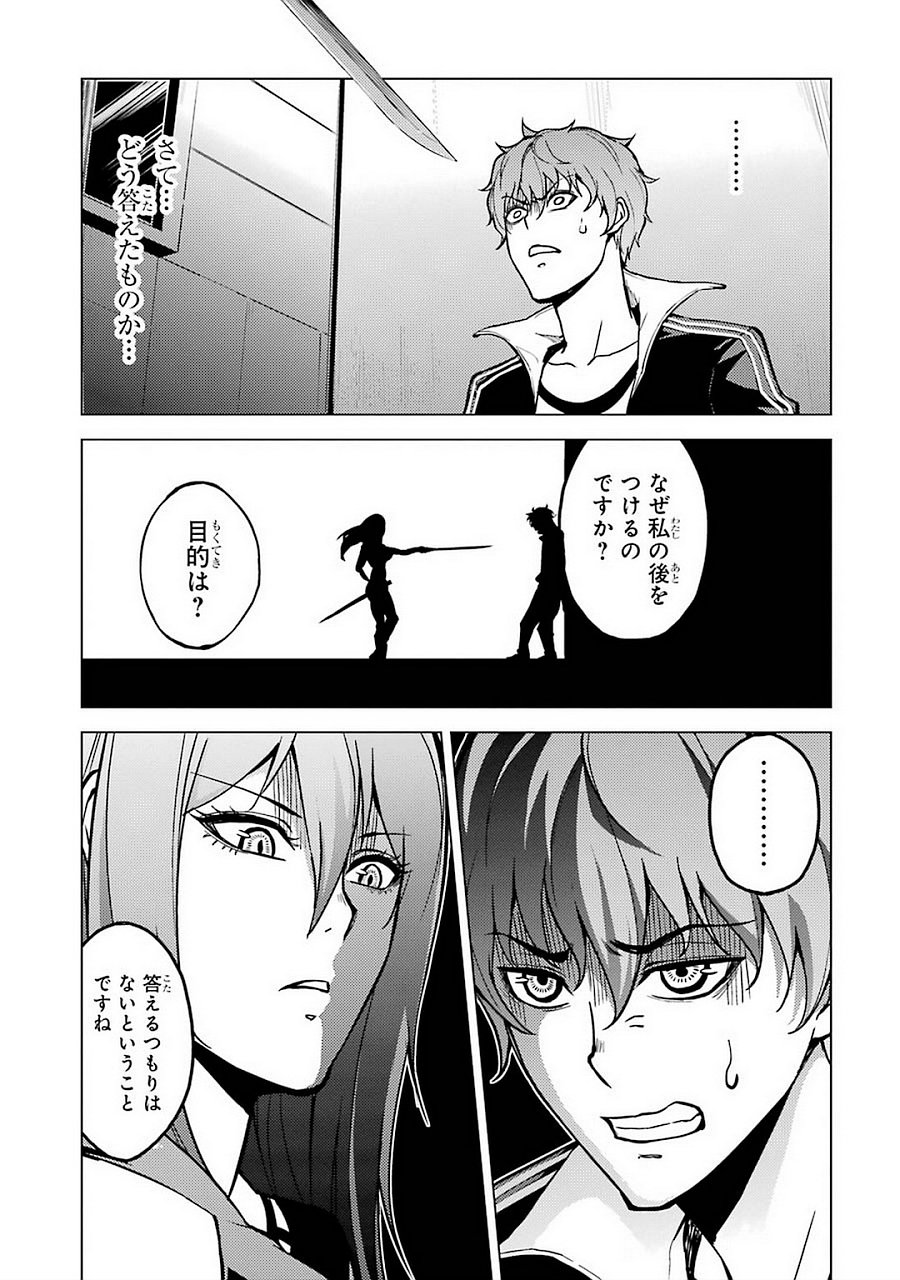 ………
さて…
どう答えたものか…
なぜ私の後を
つけるの
ですか？
目的は？
………
答えるつもりは
ないということ
ですね